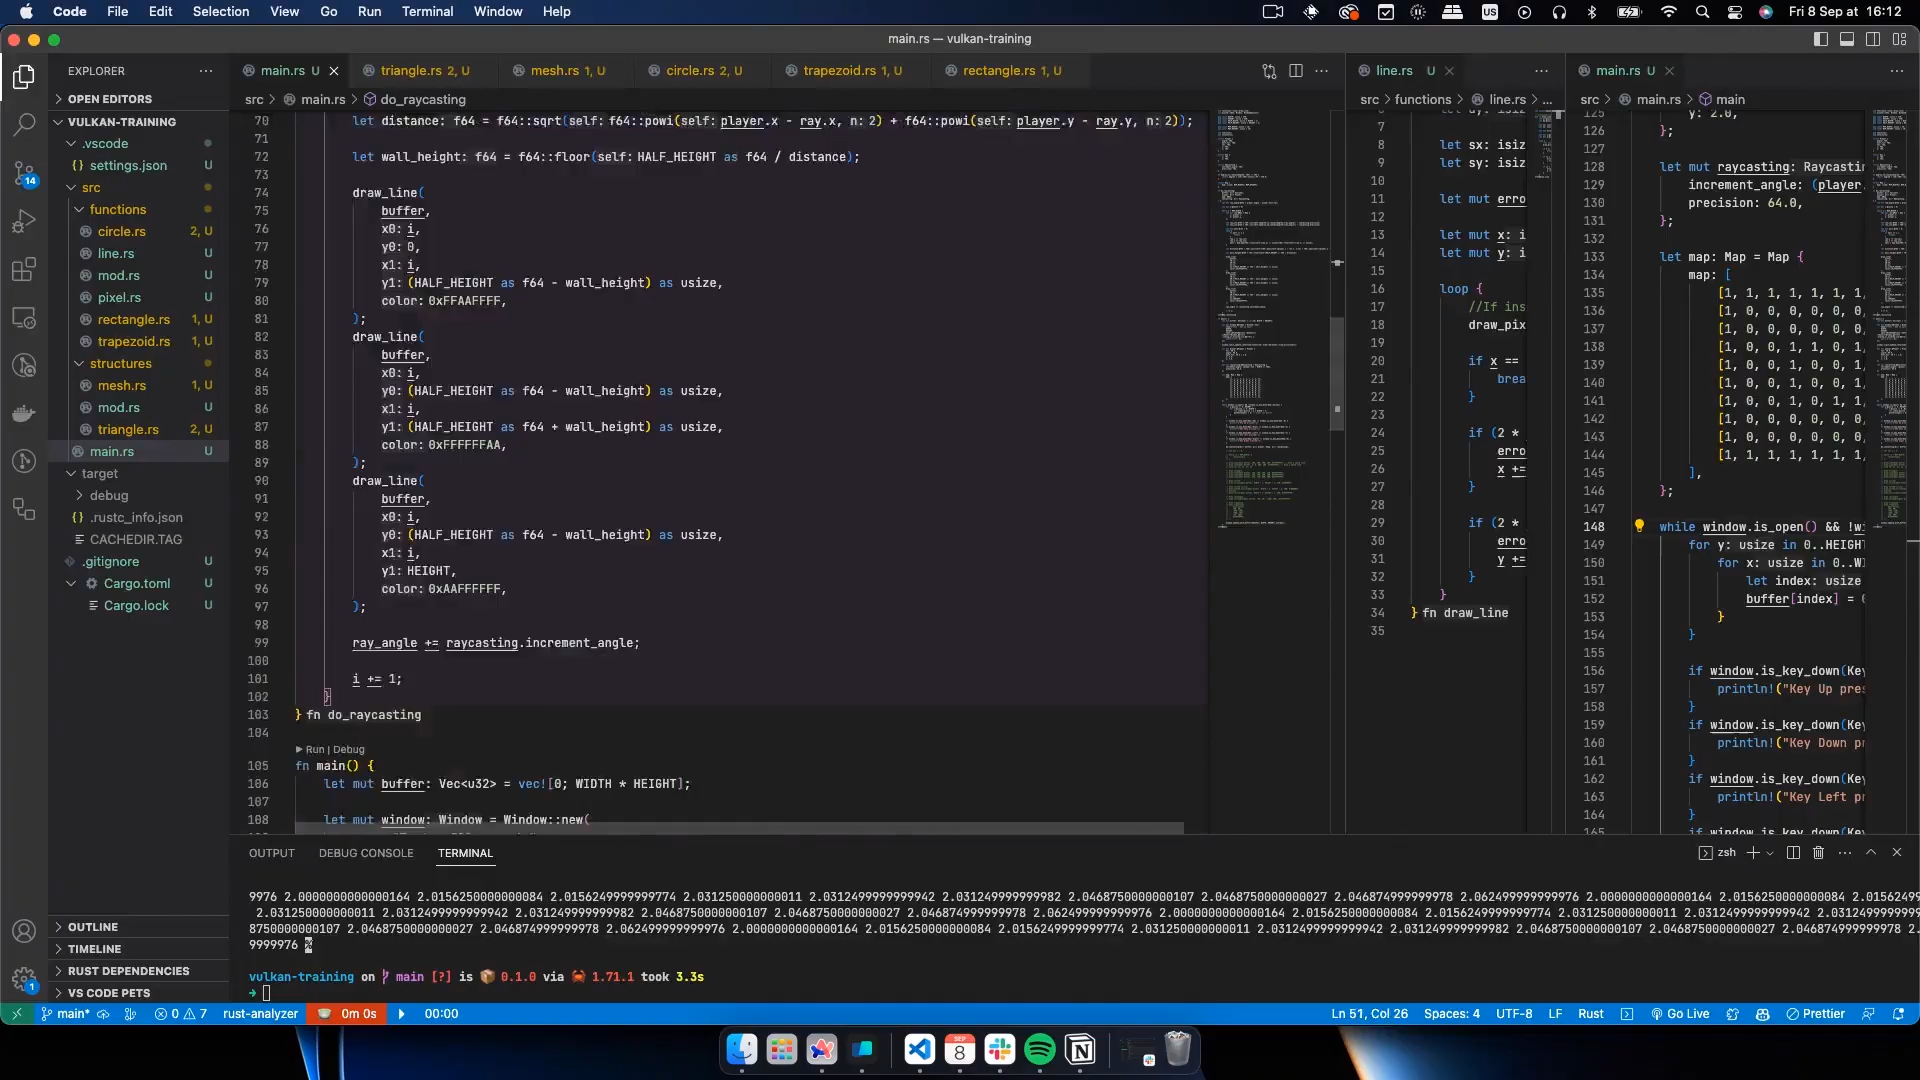 Code File Edit Selection View Go Run Terminal Window Help
US
Fri 8 Sep at 16:12
main.rs — vulkan-training
EXPLORER
OPEN EDITORS
VULKAN-TRAINING
.vscode
settings.json U
src
functions
circle.rs 2, U
line.rs U
mod.rs U
pixel.rs U
rectangle.rs 1, U
trapezoid.rs 1, U
structures
mesh.rs 1, U
mod.rs U
triangle.rs 2, U
main.rs U
target
debug
.rustc_info.json
CACHEDIR.TAG
.gitignore U
Cargo.toml U
Cargo.lock U
OUTLINE
TIMELINE
RUST DEPENDENCIES
VS CODE PETS
14
1
main.rs U triangle.rs 2, U mesh.rs 1, U circle.rs 2, U trapezoid.rs 1, U rectangle.rs 1, U
src > main.rs > do_raycasting
70 let distance: f64 = f64::sqrt(self: f64::powi(self: player.x - ray.x, n: 2) + f64::powi(self: player.y - ray.y, n: 2));
71
72 let wall_height: f64 = f64::floor(self: HALF_HEIGHT as f64 / distance);
73
74 draw_line(
75 buffer,
76 x0: i,
77 y0: 0,
78 x1: i,
79 y1: (HALF_HEIGHT as f64 - wall_height) as usize,
80 color: 0xFFAAFFFF,
81 );
82 draw_line(
83 buffer,
84 x0: i,
85 y0: (HALF_HEIGHT as f64 - wall_height) as usize,
86 x1: i,
87 y1: (HALF_HEIGHT as f64 + wall_height) as usize,
88 color: 0xFFFFFFAA,
89 );
90 draw_line(
91 buffer,
92 x0: i,
93 y0: (HALF_HEIGHT as f64 - wall_height) as usize,
94 x1: i,
95 y1: HEIGHT,
96 color: 0xAAFFFFFF,
97 );
98
99 ray_angle += raycasting.increment_angle;
100
101 i += 1;
102 }
103 } fn do_raycasting
104
Run | Debug
105 fn main() {
106 let mut buffer: Vec<u32> = vec![0; WIDTH * HEIGHT];
107
108 let mut window: Window = Window::new(
line.rs U
src > functions > line.rs > ...
7
8 let sx: isiz
9 let sy: isiz
10
11 let mut erro
12
13 let mut x: i
14 let mut y: i
15
16 loop {
17 //If ins
18 draw_pix
19
20 if x ==
21 brea
22 }
23
24 if (2 *
25 erro
26 x +=
27 }
28
29 if (2 *
30 erro
31 y +=
32 }
33 }
34 } fn draw_line
35
main.rs U
src > main.rs > main
125 y: 2.0,
126 };
127
128 let mut raycasting: Raycastin
129 increment_angle: (player.
130 precision: 64.0,
131 };
132
133 let map: Map = Map {
134 map: [
135 [1, 1, 1, 1, 1, 1,
136 [1, 0, 0, 0, 0, 0,
137 [1, 0, 0, 0, 0, 0,
138 [1, 0, 0, 1, 1, 0,
139 [1, 0, 0, 1, 0, 0,
140 [1, 0, 0, 1, 0, 0,
141 [1, 0, 0, 1, 0, 1,
142 [1, 0, 0, 0, 0, 0,
143 [1, 0, 0, 0, 0, 0,
144 [1, 1, 1, 1, 1, 1,
145 ],
146 };
147
148 while window.is_open() && !wi
149 for y: usize in 0..HEIGHT
150 for x: usize in 0..WI
151 let index: usize
152 buffer[index] = 0
153 }
154 }
155
156 if window.is_key_down(Key
157 println!("Key Up pres
158 }
159 if window.is_key_down(Key
160 println!("Key Down pr
161 }
162 if window.is_key_down(Key
163 println!("Key Left pr
164 }
165 if window.is_key_down(Key
OUTPUT DEBUG CONSOLE TERMINAL
zsh
9976 2.0000000000000164 2.0156250000000084 2.0156249999999774 2.031250000000011 2.0312499999999942 2.031249999999982 2.0468750000000107 2.0468750000000027 2.046874999999978 2.062499999999976 2.0000000000000164 2.0156250000000084 2.0156249
2.031250000000011 2.0312499999999942 2.031249999999982 2.0468750000000107 2.0468750000000027 2.046874999999978 2.062499999999976 2.0000000000000164 2.0156250000000084 2.0156249999999774 2.031250000000011 2.0312499999999942 2.031249999999
8750000000107 2.0468750000000027 2.046874999999978 2.062499999999976 2.0000000000000164 2.0156250000000084 2.0156249999999774 2.031250000000011 2.0312499999999942 2.031249999999982 2.0468750000000107 2.0468750000000027 2.046874999999978 2.
9999976 %
vulkan-training on main [?] is 0.1.0 via 1.71.1 took 3.3s
main* 0 7 rust-analyzer 0m 0s 00:00
Ln 51, Col 26 Spaces: 4 UTF-8 LF Rust Go Live Prettier
SEP
8